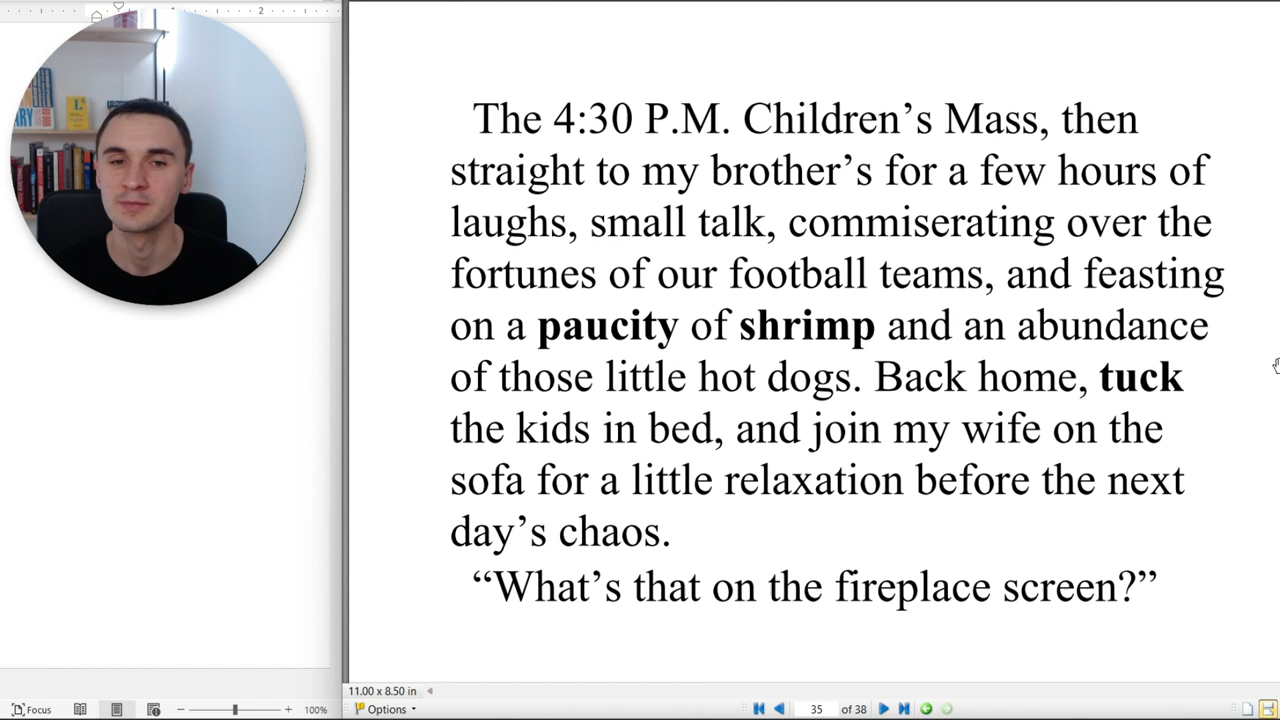 2
The 4:30 P.M. Children’s Mass, then
straight to my brother’s for a few hours of
laughs, small talk, commiserating over the
fortunes of our football teams, and feasting
on a paucity of shrimp and an abundance
of those little hot dogs. Back home, tuck
the kids in bed, and join my wife on the
sofa for a little relaxation before the next
day’s chaos.
“What’s that on the fireplace screen?”
11.00 x 8.50 in
Focus
100%
Options
35 of 38